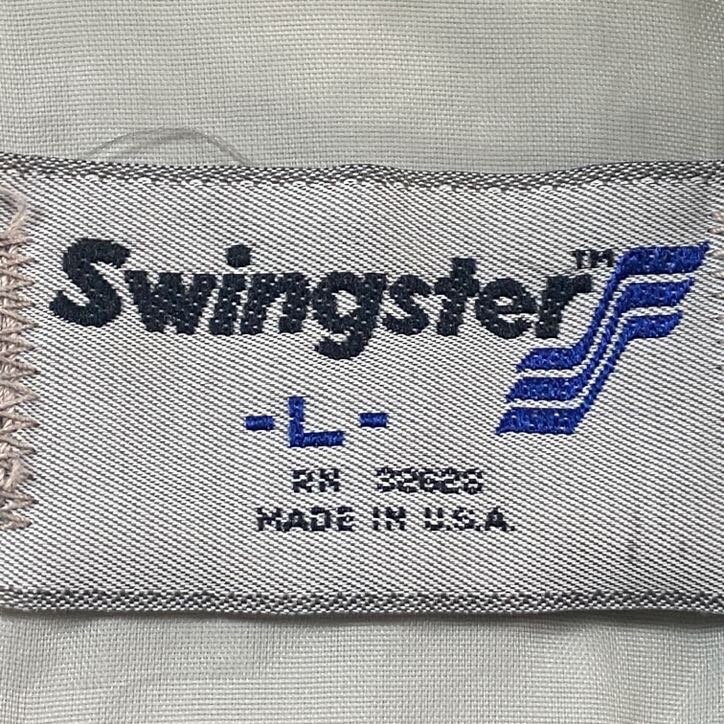 Swingster™
-L-
RN 32628
MADE IN U.S.A.